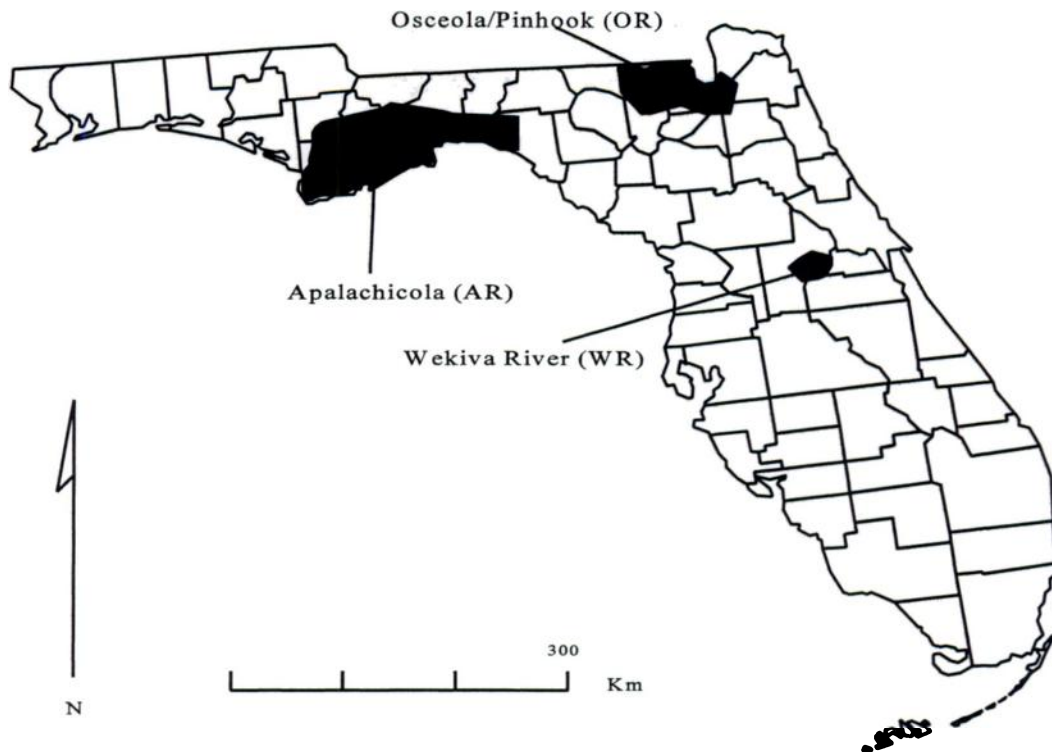 Osceola/Pinhook (OR)
Apalachicola (AR)
Wekiva River (WR)
300
Km
N